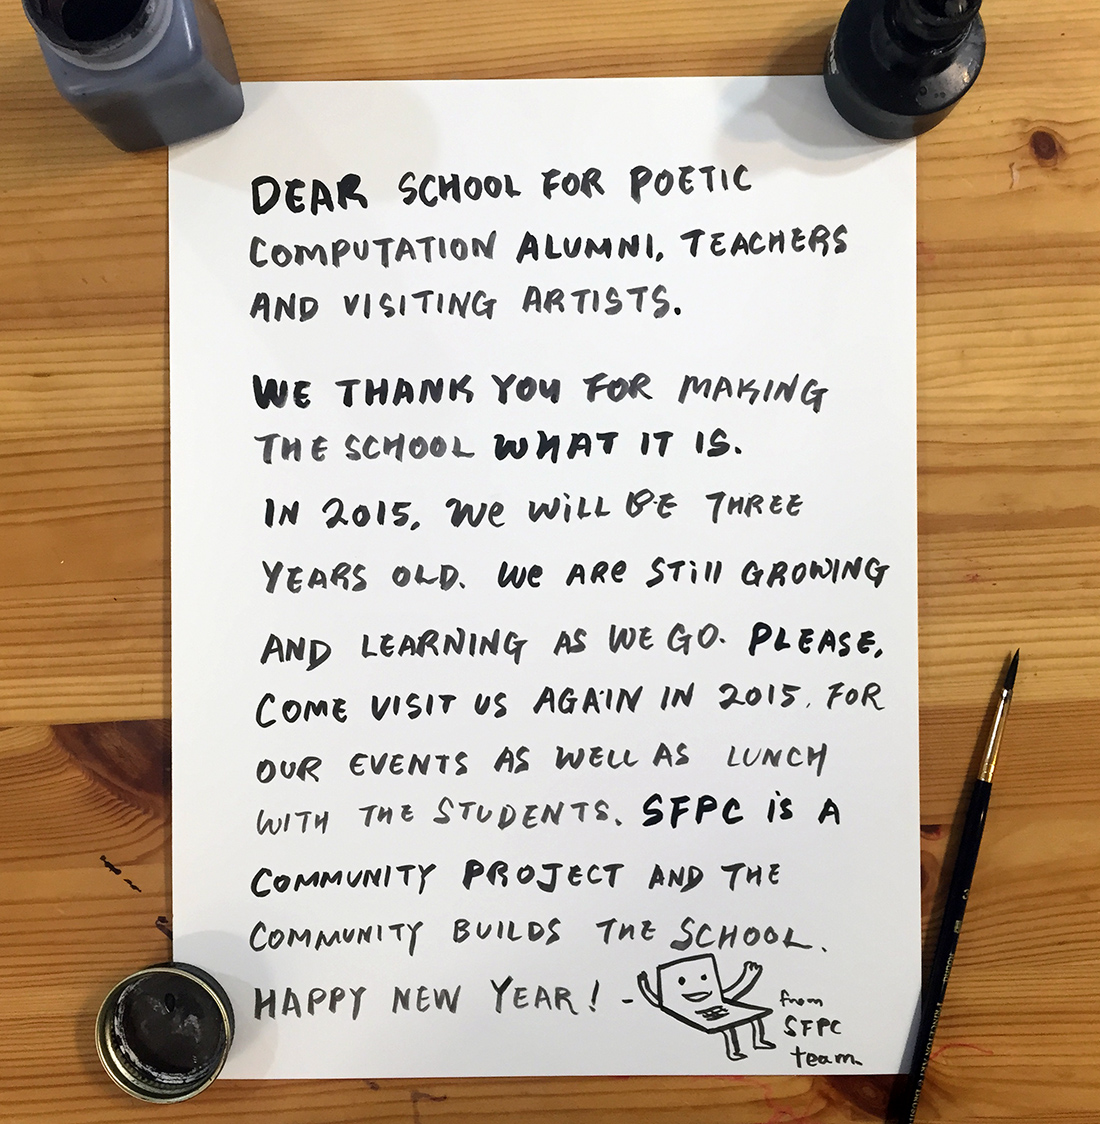 DEAR SCHOOL FOR POETIC
COMPUTATION ALUMNI, TEACHERS
AND VISITING ARTISTS.
WE THANK YOU FOR MAKING
THE SCHOOL WHAT IT IS.
IN 2015, We WiLL BE THREE
YEARS OLD. We ARe STill GROWING
AND LEARNING AS WE GO. PLEASE,
COME VISIT US AGAIN IN 2015, FOR
OUR EVENTS AS WELL AS LUNCH
WITH THE STUDENTS. SFPC iS A
COMMUNITY PROJECT AND THE
COMMUNITY BUILDS THE SCHOOL.
HAPPY NEW YEAR! -
from
SFPC
team.